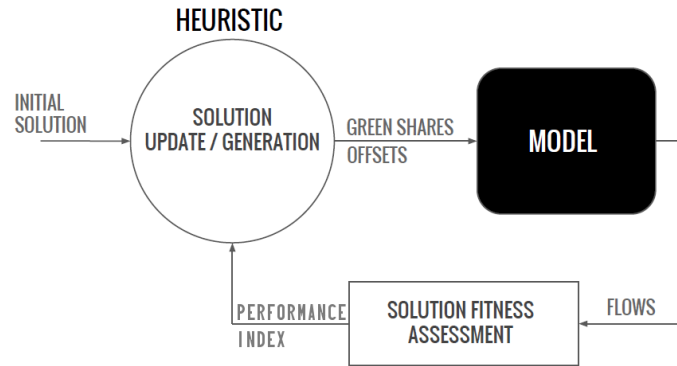 HEURISTIC
INITIAL
SOLUTION
SOLUTION
UPDATE / GENERATION
GREEN SHARES
OFFSETS
MODEL
PERFORMANCE
INDEX
SOLUTION FITNESS
ASSESSMENT
FLOWS